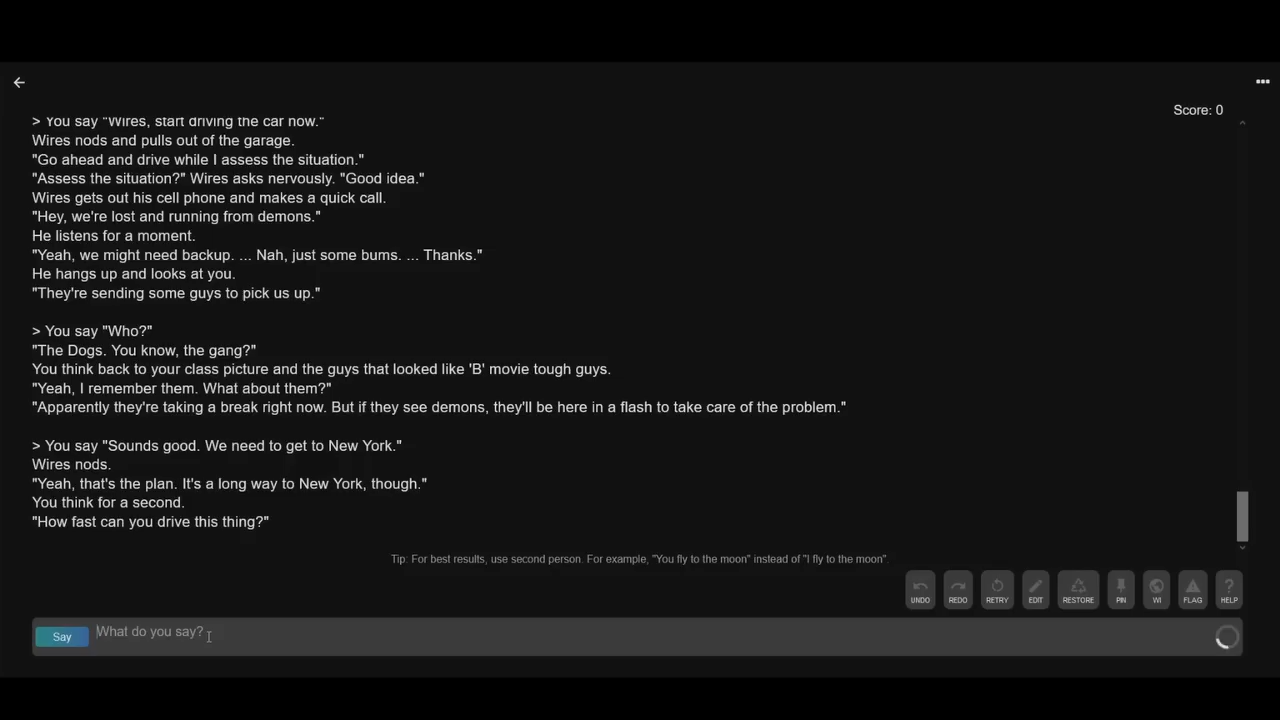 Score: 0
> You say "Wires, start driving the car now."
Wires nods and pulls out of the garage.
"Go ahead and drive while I assess the situation."
"Assess the situation?" Wires asks nervously. "Good idea."
Wires gets out his cell phone and makes a quick call.
"Hey, we're lost and running from demons."
He listens for a moment.
"Yeah, we might need backup. ... Nah, just some bums. ... Thanks."
He hangs up and looks at you.
"They're sending some guys to pick us up."
> You say "Who?"
"The Dogs. You know, the gang?"
You think back to your class picture and the guys that looked like 'B' movie tough guys.
"Yeah, I remember them. What about them?"
"Apparently they're taking a break right now. But if they see demons, they'll be here in a flash to take care of the problem."
> You say "Sounds good. We need to get to New York."
Wires nods.
"Yeah, that's the plan. It's a long way to New York, though."
You think for a second.
"How fast can you drive this thing?"
Tip: For best results, use second person. For example, "You fly to the moon" instead of "I fly to the moon".
UNDO REDO RETRY EDIT RESTORE PIN WI FLAG HELP
Say What do you say?